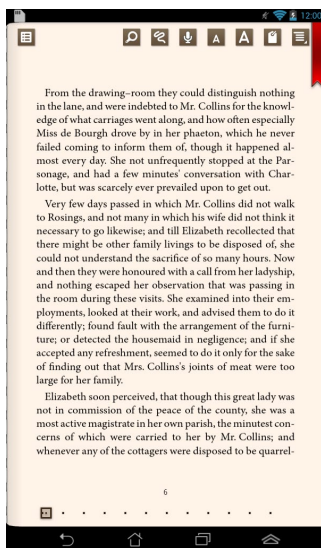 12:00
A A
From the drawing–room they could distinguish nothing
in the lane, and were indebted to Mr. Collins for the knowl-
edge of what carriages went along, and how often especially
Miss de Bourgh drove by in her phaeton, which he never
failed coming to inform them of, though it happened al-
most every day. She not unfrequently stopped at the Par-
sonage, and had a few minutes' conversation with Char-
lotte, but was scarcely ever prevailed upon to get out.
Very few days passed in which Mr. Collins did not walk
to Rosings, and not many in which his wife did not think it
necessary to go likewise; and till Elizabeth recollected that
there might be other family livings to be disposed of, she
could not understand the sacrifice of so many hours. Now
and then they were honoured with a call from her ladyship,
and nothing escaped her observation that was passing in
the room during these visits. She examined into their em-
ployments, looked at their work, and advised them to do it
differently; found fault with the arrangement of the furni-
ture; or detected the housemaid in negligence; and if she
accepted any refreshment, seemed to do it only for the sake
of finding out that Mrs. Collins's joints of meat were too
large for her family.
Elizabeth soon perceived, that though this great lady was
not in commission of the peace of the county, she was a
most active magistrate in her own parish, the minutest con-
cerns of which were carried to her by Mr. Collins; and
whenever any of the cottagers were disposed to be quarrel-
6